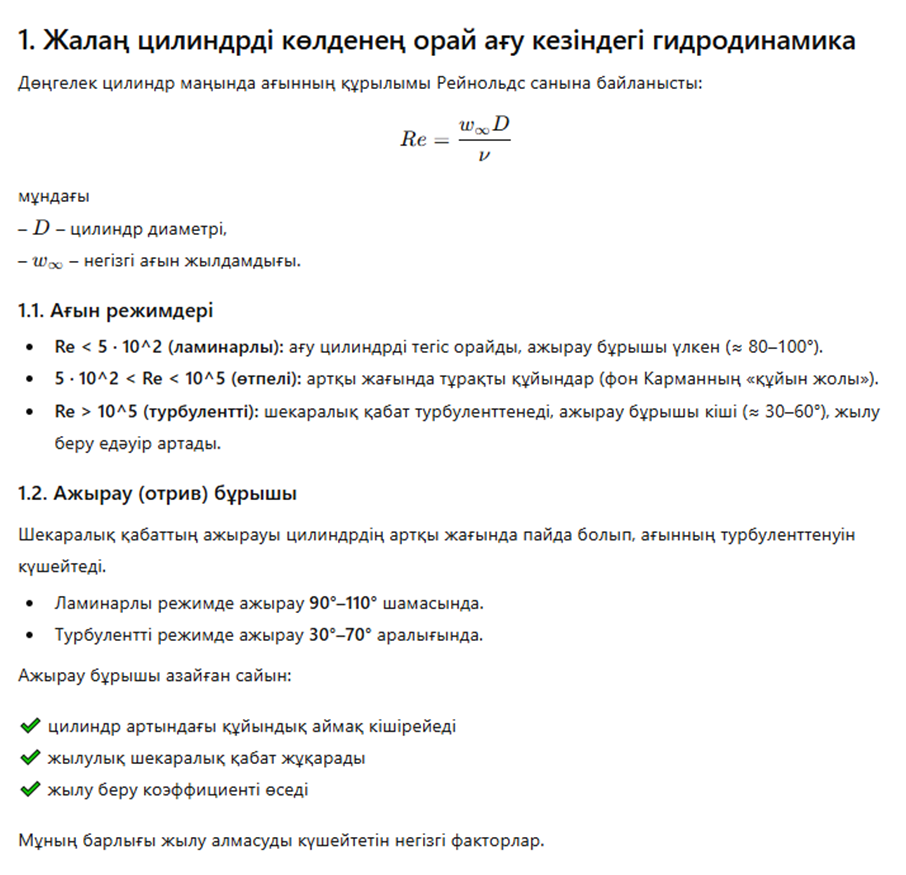 1. Жалаң цилиндрді көлденең орай ағу кезіндегі гидродинамика
Дөңгелек цилиндр маңында ағынның құрылымы Рейнольдс санына байланысты:
Re = w∞D / ν
мұндағы
– D – цилиндр диаметрі,
– w∞ – негізгі ағын жылдамдығы.
1.1. Ағын режимдері
• Re < 5 · 10^2 (ламинарлы): ағу цилиндрді тегіс орайды, ажырау бұрышы үлкен (≈ 80–100°).
• 5 · 10^2 < Re < 10^5 (өтпелі): артқы жағында тұрақты құйындар (фон Карманның «құйын жолы»).
• Re > 10^5 (турбулентті): шекаралық қабат турбуленттенеді, ажырау бұрышы кіші (≈ 30–60°), жылу
беру едәуір артады.
1.2. Ажырау (отрив) бұрышы
Шекаралық қабаттың ажырауы цилиндрдің артқы жағында пайда болып, ағынның турбуленттенуін
күшейтеді.
• Ламинарлы режимде ажырау 90°–110° шамасында.
• Турбулентті режимде ажырау 30°–70° аралығында.
Ажырау бұрышы азайған сайын:
✔ цилиндр артындағы құйындық аймақ кішірейеді
✔ жылулық шекаралық қабат жұқарады
✔ жылу беру коэффициенті өседі
Мұның барлығы жылу алмасуды күшейтетін негізгі факторлар.